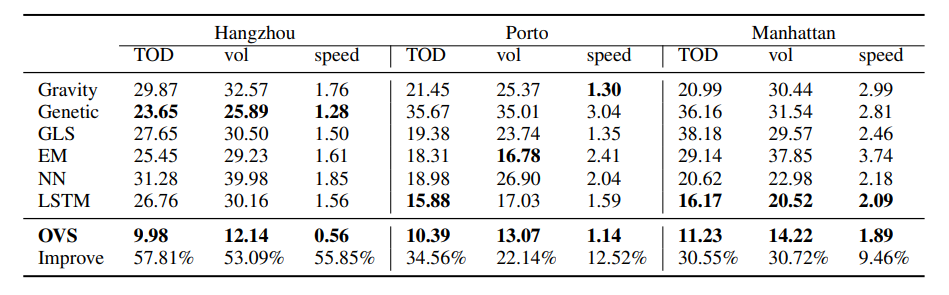 Hangzhou Porto Manhattan
TOD vol speed TOD vol speed TOD vol speed
Gravity 29.87 32.57 1.76 21.45 25.37 1.30 20.99 30.44 2.99
Genetic 23.65 25.89 1.28 35.67 35.01 3.04 36.16 31.54 2.81
GLS 27.65 30.50 1.50 19.38 23.74 1.35 38.18 29.57 2.46
EM 25.45 29.23 1.61 18.31 16.78 2.41 29.14 37.85 3.74
NN 31.28 39.98 1.85 18.98 26.90 2.04 20.62 22.98 2.18
LSTM 26.76 30.16 1.56 15.88 17.03 1.59 16.17 20.52 2.09
OVS 9.98 12.14 0.56 10.39 13.07 1.14 11.23 14.22 1.89
Improve 57.81% 53.09% 55.85% 34.56% 22.14% 12.52% 30.55% 30.72% 9.46%